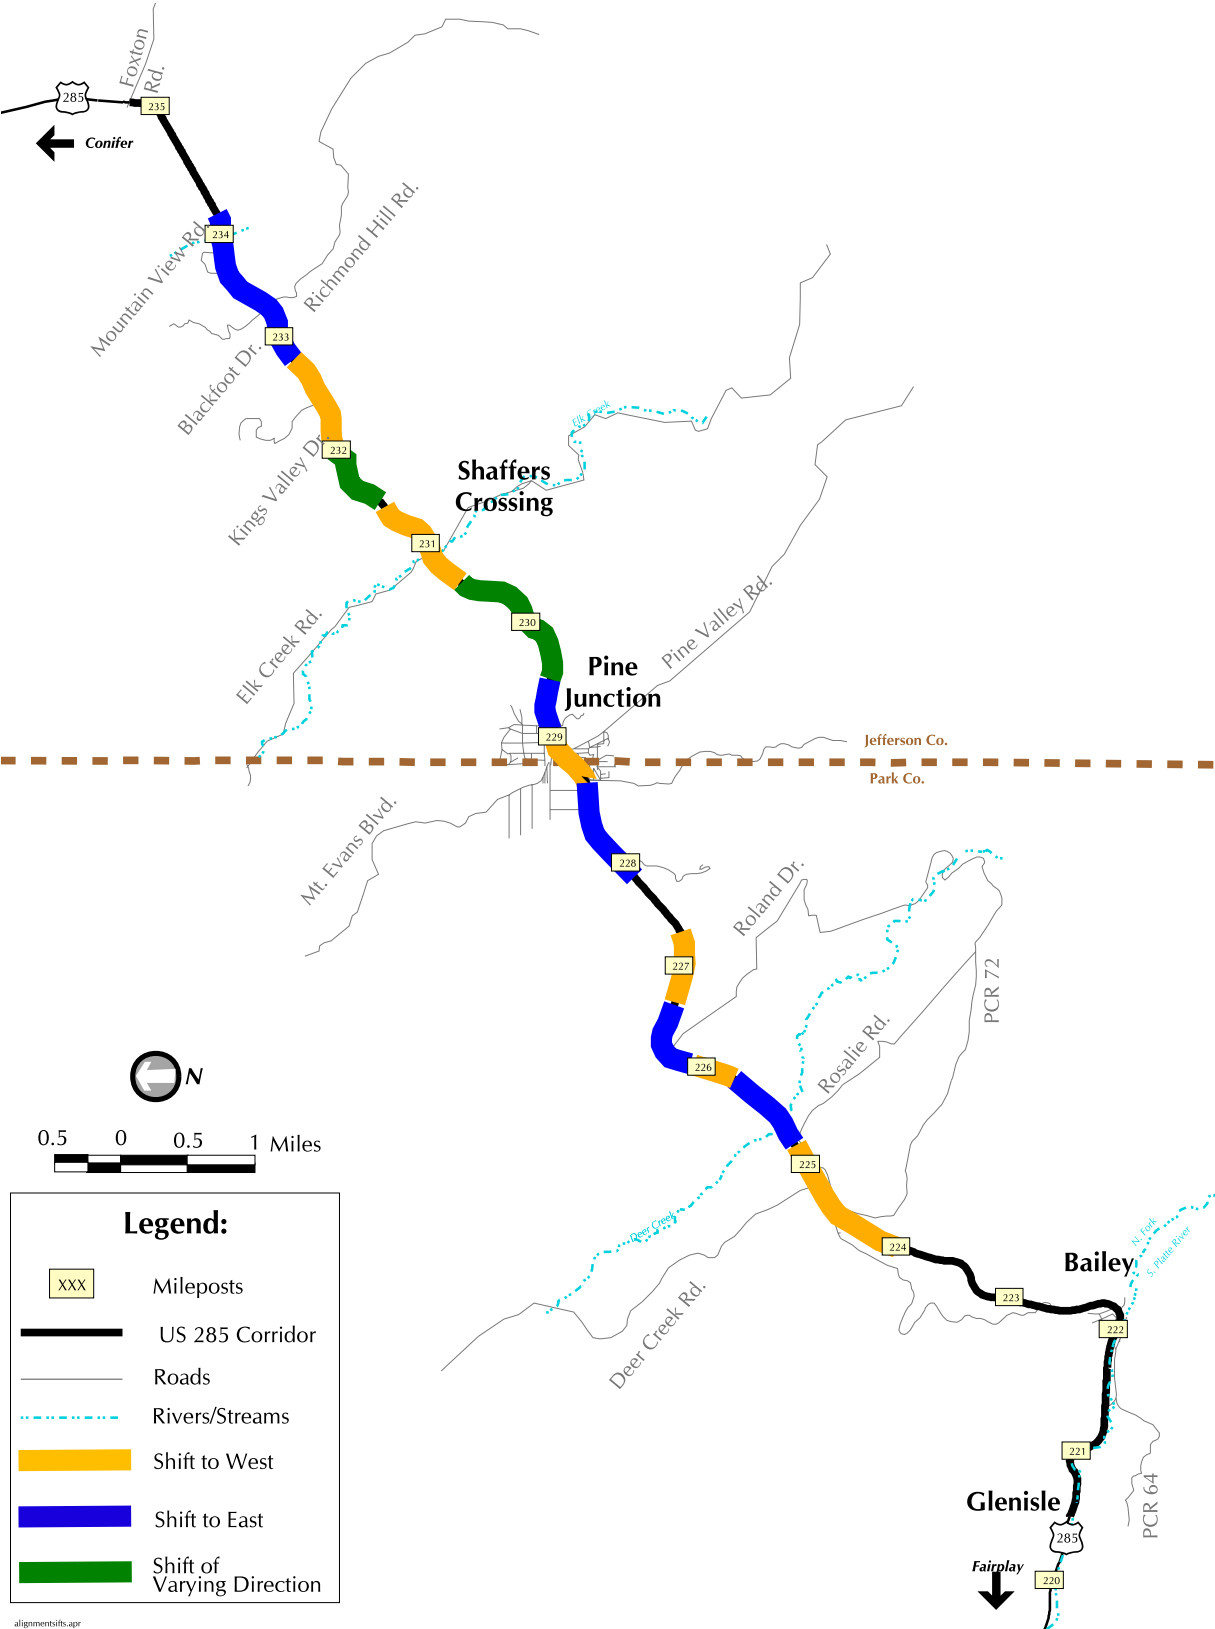 Foxton
Rd.
285
235
Conifer
Richmond Hill Rd.
Mountain View Rd.
234
233
Blackfoot Dr.
Elk Creek
232
Kings Valley Dr.
Shaffers
Crossing
231
Pine Valley Rd.
230
Elk Creek Rd.
Pine
Junction
229
Jefferson Co.
Park Co.
Mt. Evans Blvd.
228
Roland Dr.
227
PCR 72
Rosalie Rd.
226
N
0.5 0 0.5 1 Miles
225
Deer Creek
N. Fork
S. Platte River
224
Bailey
223
Deer Creek Rd.
222
221
Glenisle
PCR 64
285
Fairplay
220
Legend:
XXX Mileposts
US 285 Corridor
Roads
Rivers/Streams
Shift to West
Shift to East
Shift of
Varying Direction
alignmentsifts.apr